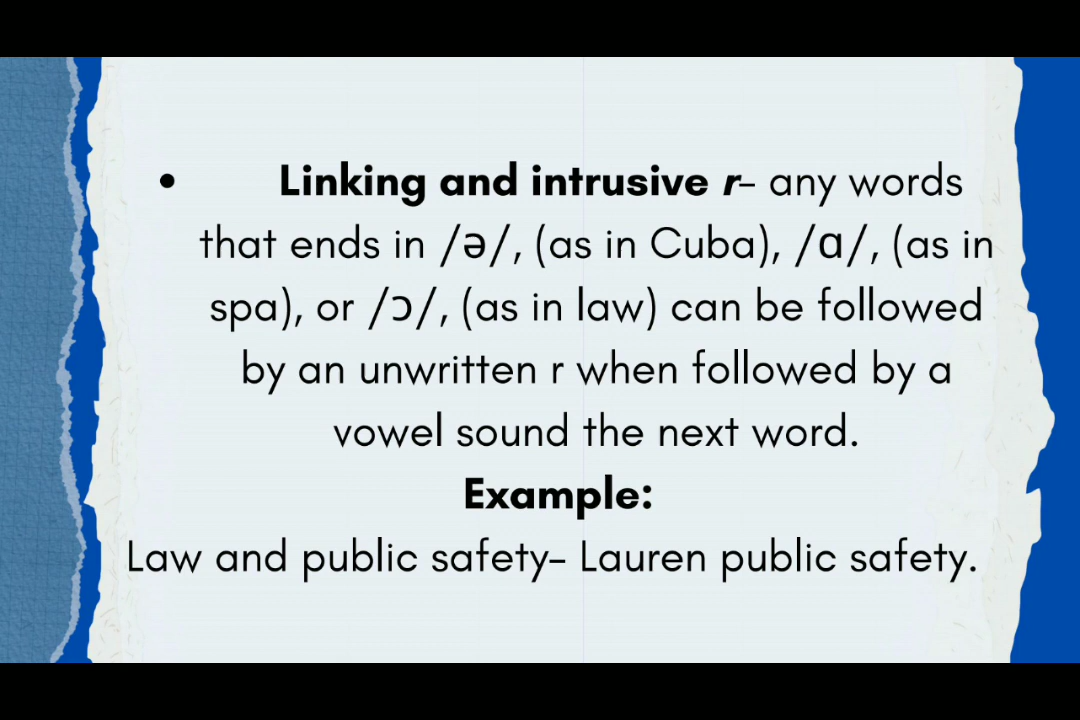 • Linking and intrusive r– any words
that ends in /ə/, (as in Cuba), /ɑ/, (as in
spa), or /ɔ/, (as in law) can be followed
by an unwritten r when followed by a
vowel sound the next word.
Example:
Law and public safety– Lauren public safety.